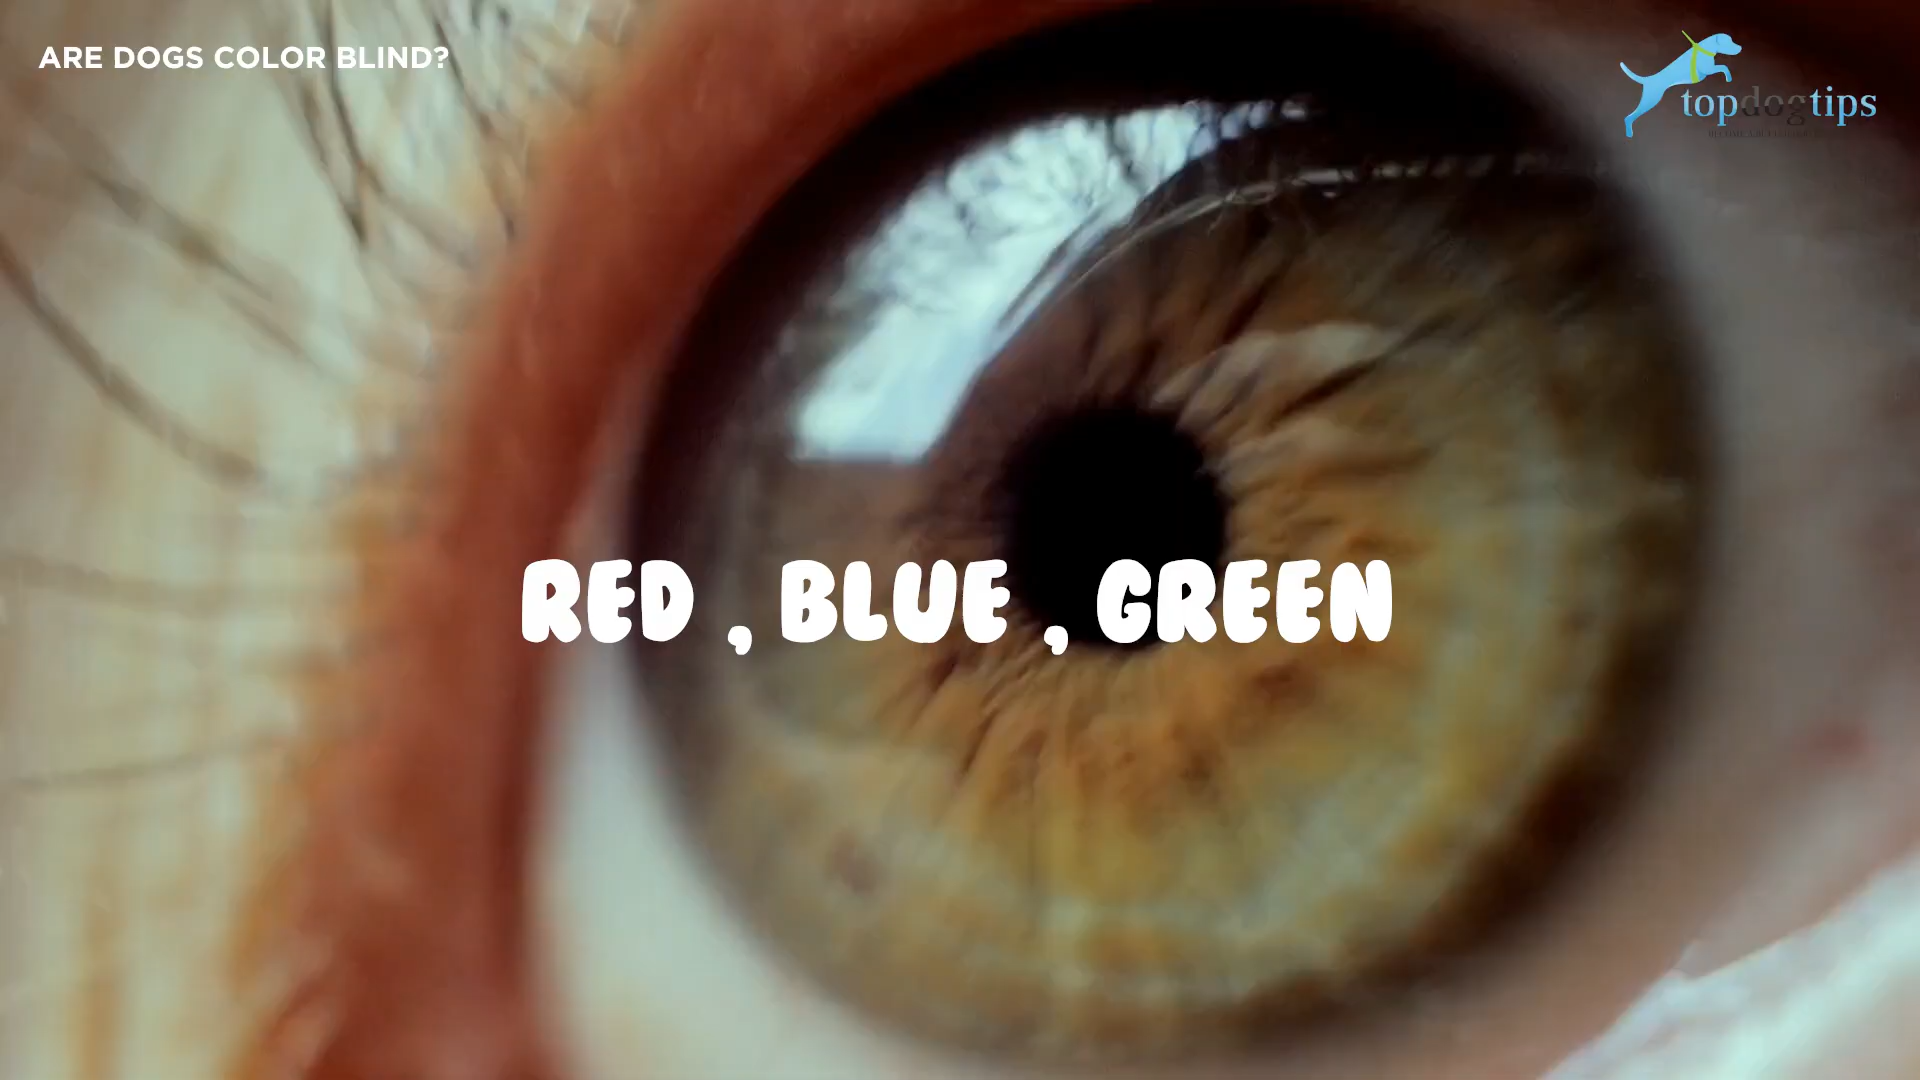 ARE DOGS COLOR BLIND?
topdogtips
RED , BLUE , GREEN